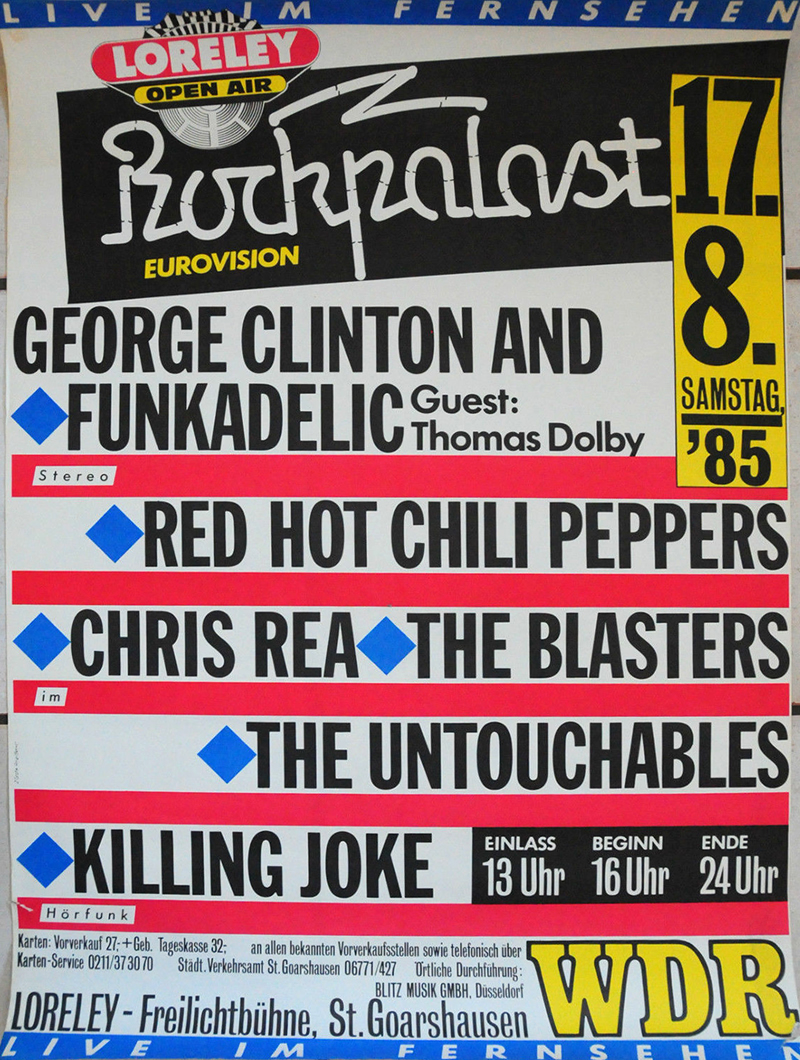 LIVE IM FERNSEHEN
LORELEY
OPEN AIR
Rockpalast
EUROVISION
17.
8.
SAMSTAG,
'85
GEORGE CLINTON AND
FUNKADELIC Guest:
Thomas Dolby
Stereo
RED HOT CHILI PEPPERS
CHRIS REA THE BLASTERS
im
THE UNTOUCHABLES
KILLING JOKE
EINLASS BEGINN ENDE
13 Uhr 16 Uhr 24 Uhr
Hörfunk
Karten: Vorverkauf 27,- + Geb. Tageskasse 32,- an allen bekannten Vorverkaufsstellen sowie telefonisch über
Karten-Service 0211/373070 Städt. Verkehrsamt St. Goarshausen 06771/427 Örtliche Durchführung:
BLITZ MUSIK GMBH, Düsseldorf
LORELEY - Freilichtbühne, St. Goarshausen
WDR
LIVE IM FERNSEHEN